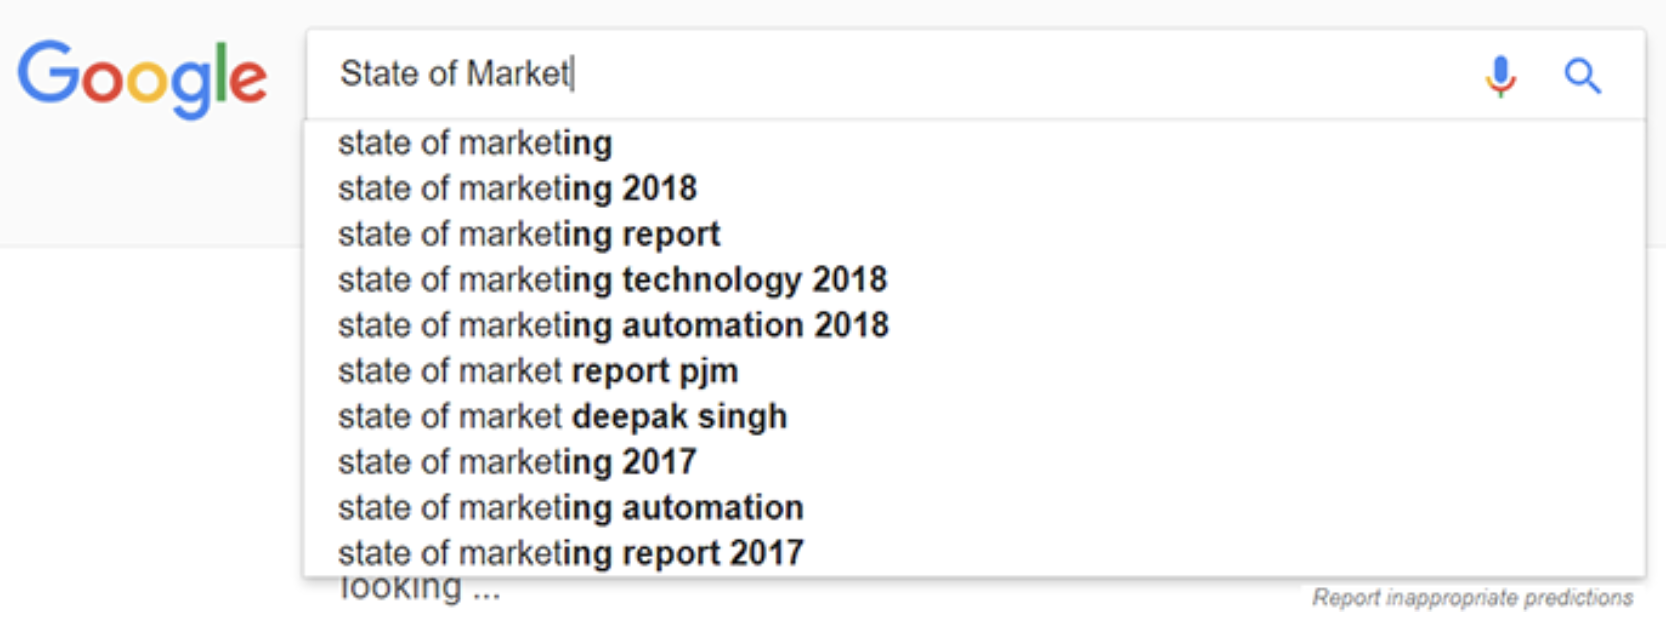 Google
State of Market
state of marketing
state of marketing 2018
state of marketing report
state of marketing technology 2018
state of marketing automation 2018
state of market report pjm
state of market deepak singh
state of marketing 2017
state of marketing automation
state of marketing report 2017
looking ...
Report inappropriate predictions